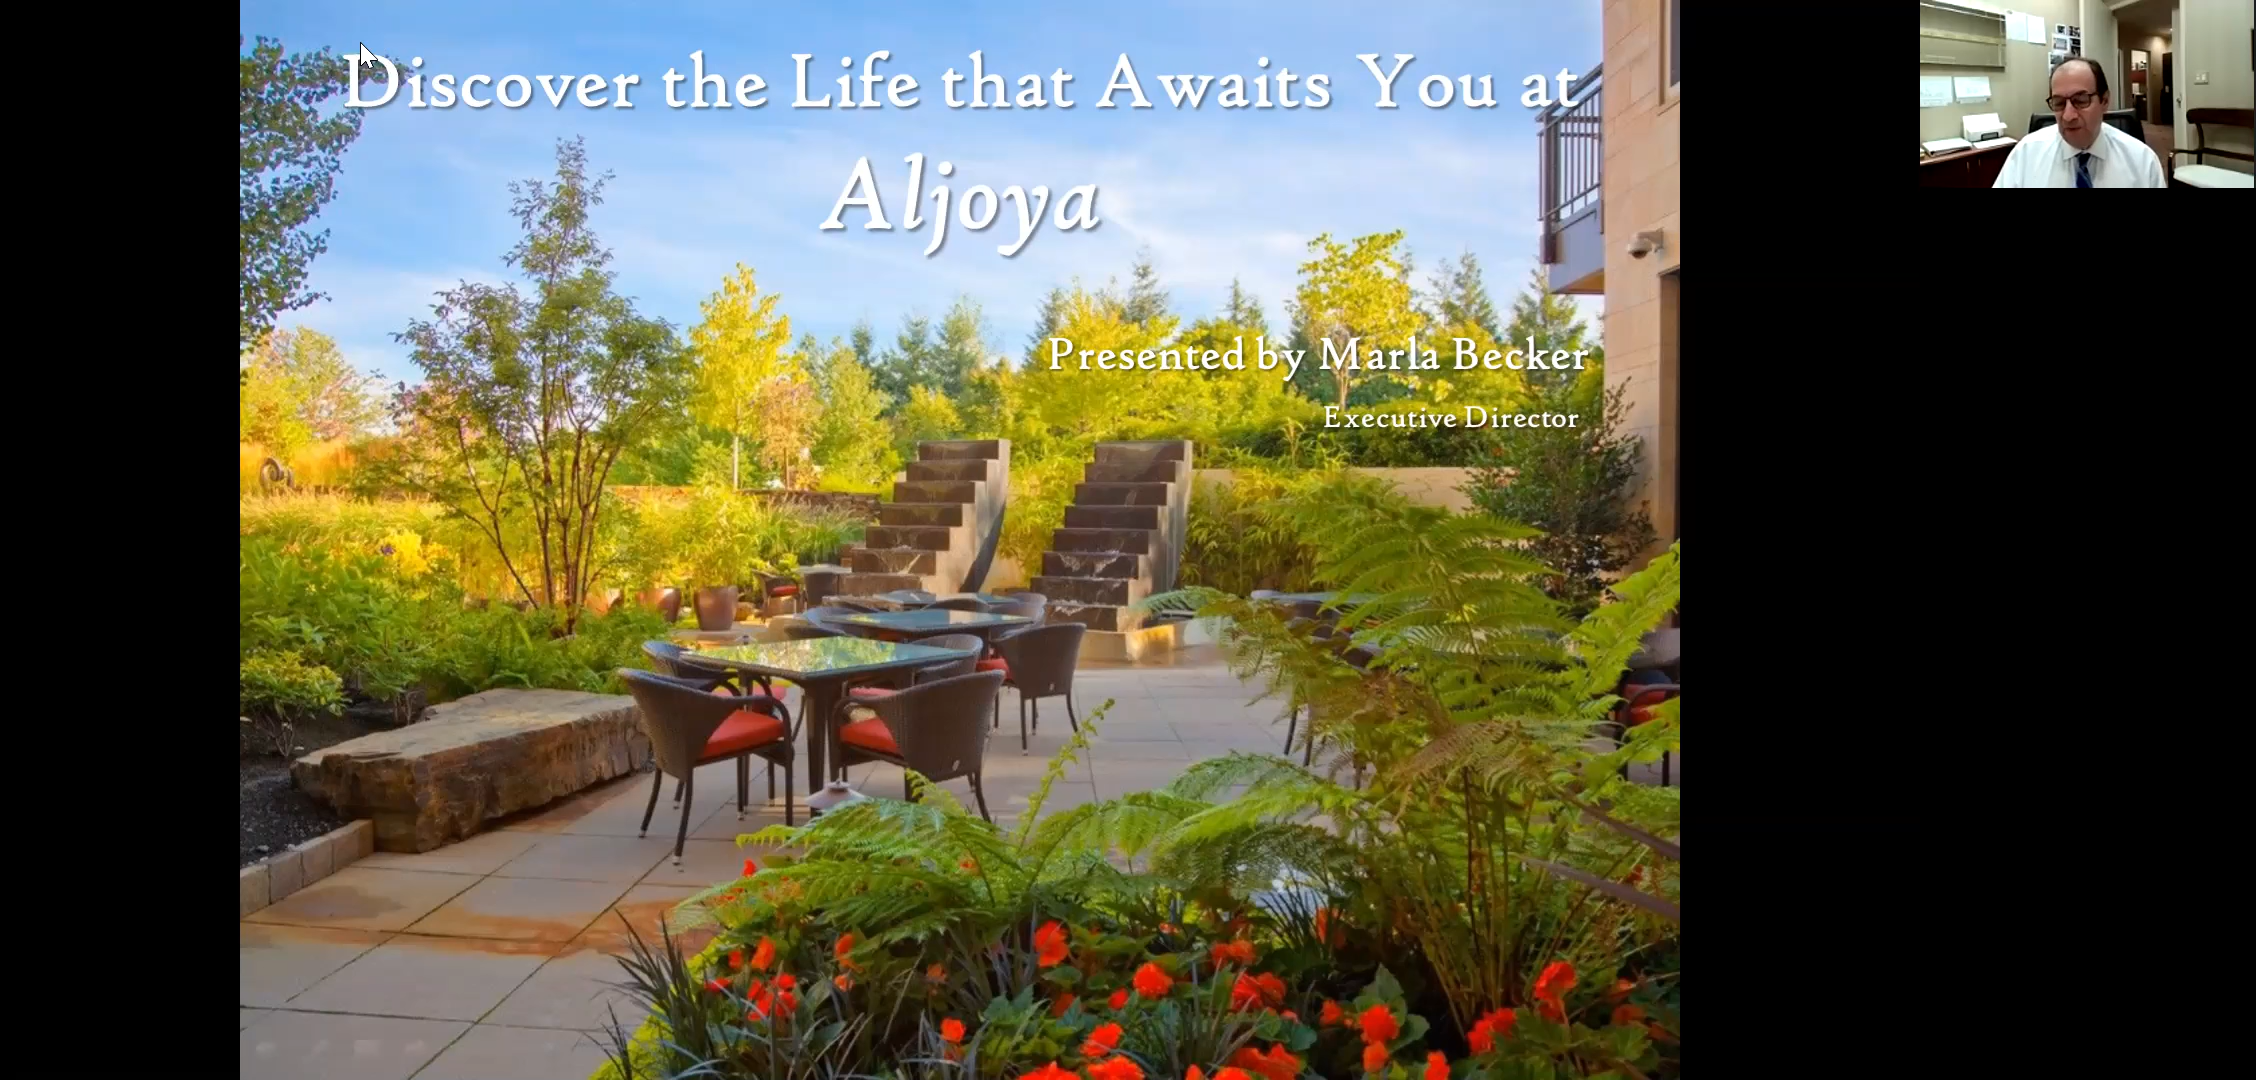 Discover the Life that Awaits You at
Aljoya
Presented by Marla Becker
Executive Director